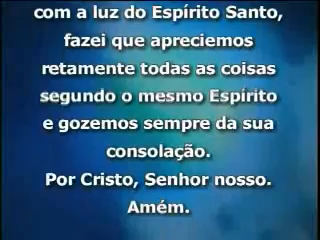 com a luz do Espírito Santo,
fazei que apreciemos
retamente todas as coisas
segundo o mesmo Espírito
e gozemos sempre da sua
consolação.
Por Cristo, Senhor nosso.
Amém.